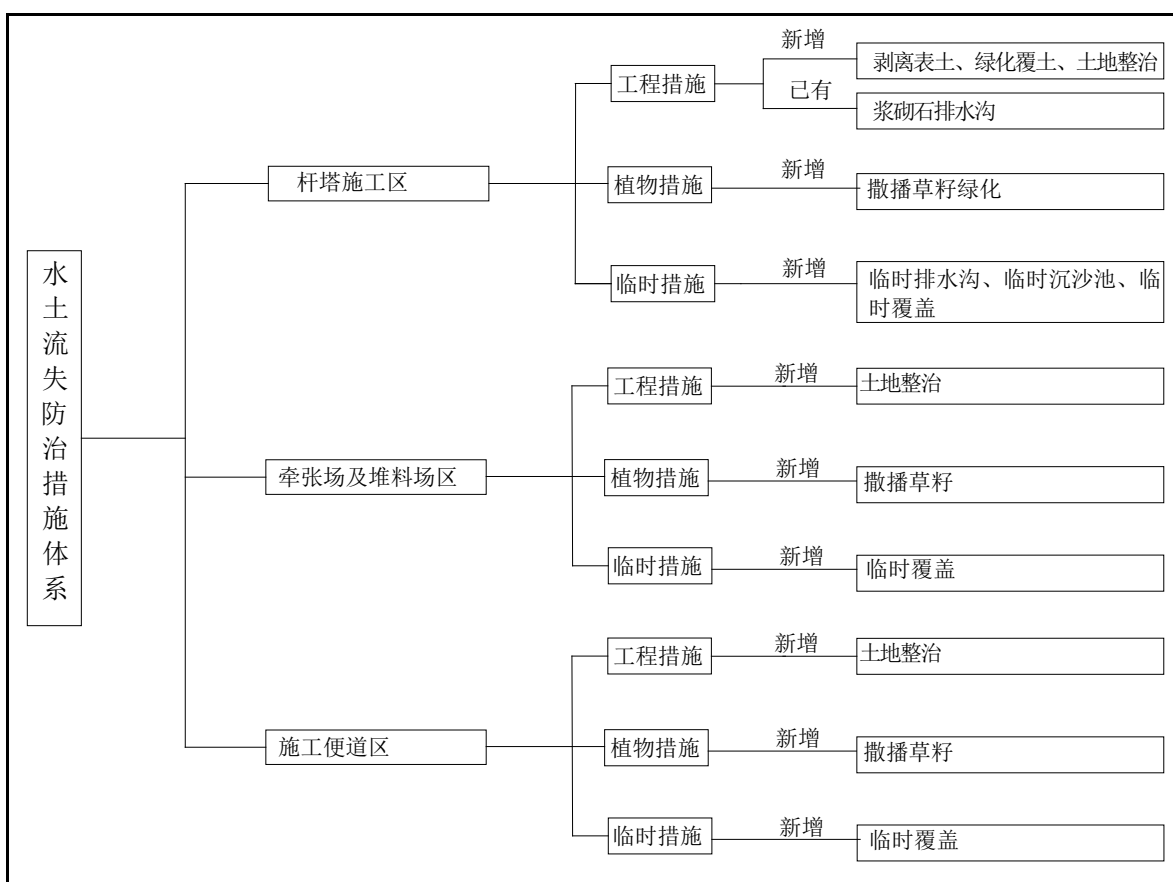 水土流失防治措施体系
杆塔施工区
工程措施
新增
剥离表土、绿化覆土、土地整治
已有
浆砌石排水沟
植物措施
新增
撒播草籽绿化
临时措施
新增
临时排水沟、临时沉沙池、临
时覆盖
牵张场及堆料场区
工程措施
新增
土地整治
植物措施
新增
撒播草籽
临时措施
新增
临时覆盖
施工便道区
工程措施
新增
土地整治
植物措施
新增
撒播草籽
临时措施
新增
临时覆盖